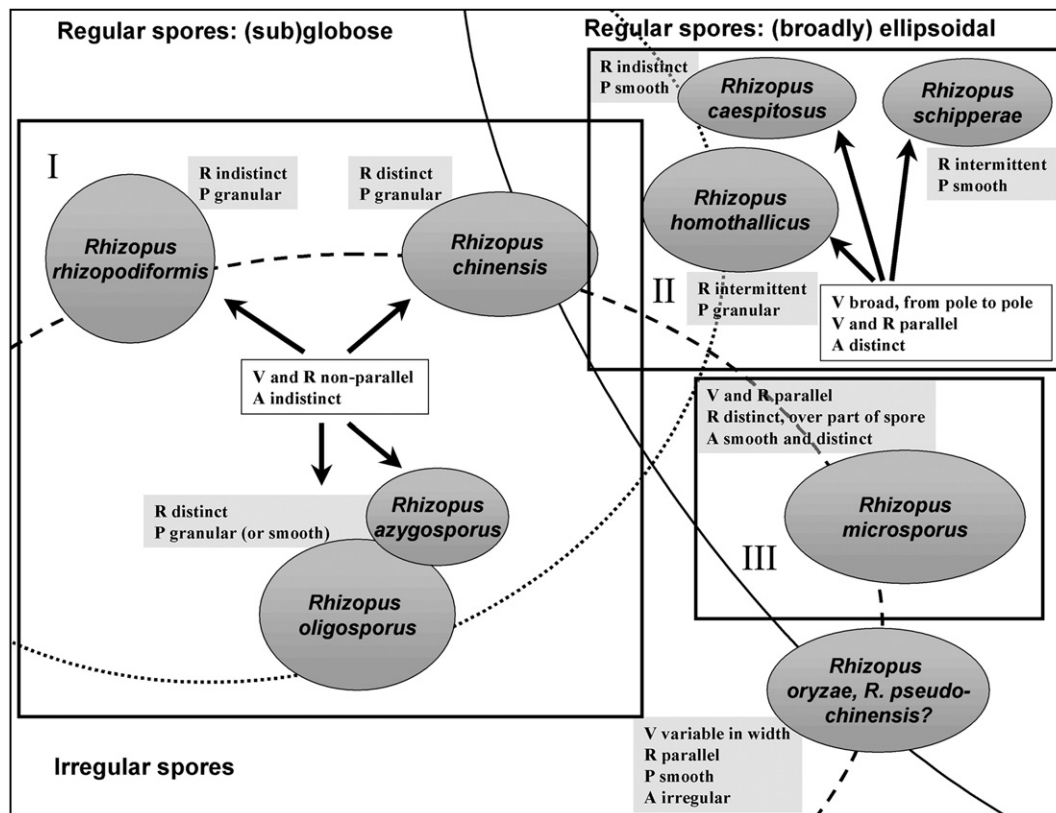 Regular spores: (sub)globose
Regular spores: (broadly) ellipsoidal
R indistinct
P smooth
Rhizopus
caespitosus
Rhizopus
schipperae
R intermittent
P smooth
Rhizopus
homothallicus
R intermittent
P granular
II
V broad, from pole to pole
V and R parallel
A distinct
I
R indistinct
P granular
R distinct
P granular
Rhizopus
rhizopodiformis
Rhizopus
chinensis
V and R non-parallel
A indistinct
R distinct
P granular (or smooth)
Rhizopus
azygosporus
Rhizopus
oligosporus
V and R parallel
R distinct, over part of spore
A smooth and distinct
Rhizopus
microsporus
III
Rhizopus
oryzae, R. pseudo-
chinensis?
V variable in width
R parallel
P smooth
A irregular
Irregular spores